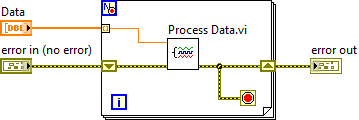 Data
DBL
error in (no error)
N
Process Data.vi
i
error out